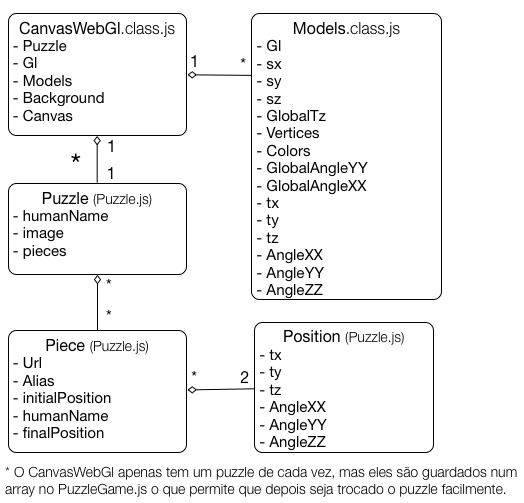 CanvasWebGl.class.js
- Puzzle
- Gl
- Models
- Background
- Canvas
1
*
Models.class.js
- Gl
- sx
- sy
- sz
- GlobalTz
- Vertices
- Colors
- GlobalAngleYY
- GlobalAngleXX
- tx
- ty
- tz
- AngleXX
- AngleYY
- AngleZZ
1
*
1
Puzzle (Puzzle.js)
- humanName
- image
- pieces
*
*
Piece (Puzzle.js)
- Url
- Alias
- initialPosition
- humanName
- finalPosition
*
2
Position (Puzzle.js)
- tx
- ty
- tz
- AngleXX
- AngleYY
- AngleZZ
* O CanvasWebGl apenas tem um puzzle de cada vez, mas eles são guardados num
array no PuzzleGame.js o que permite que depois seja trocado o puzzle facilmente.